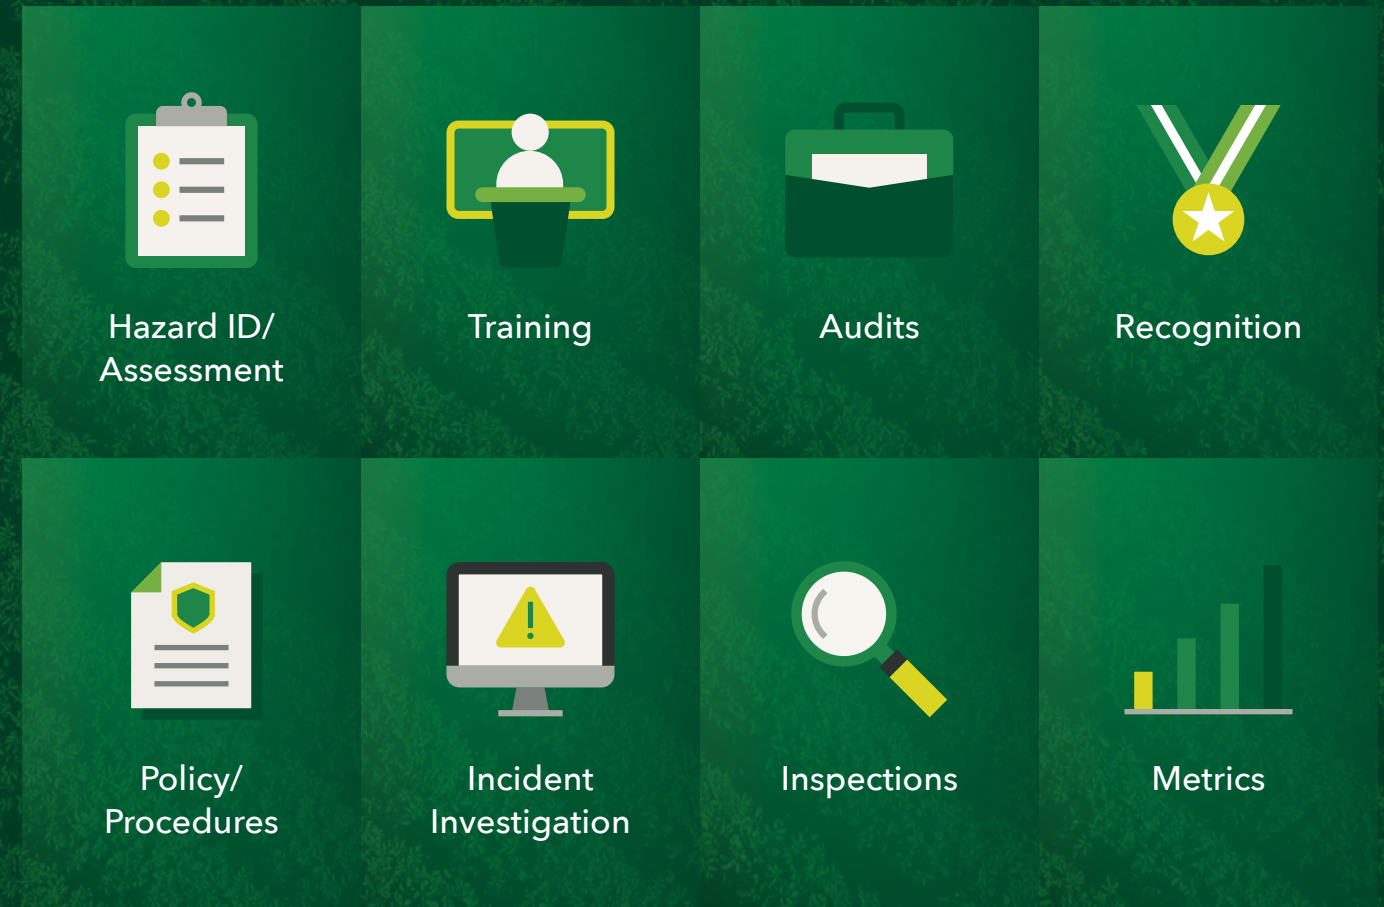 Hazard ID/
Assessment
Training
Audits
Recognition
Policy/
Procedures
Incident
Investigation
Inspections
Metrics